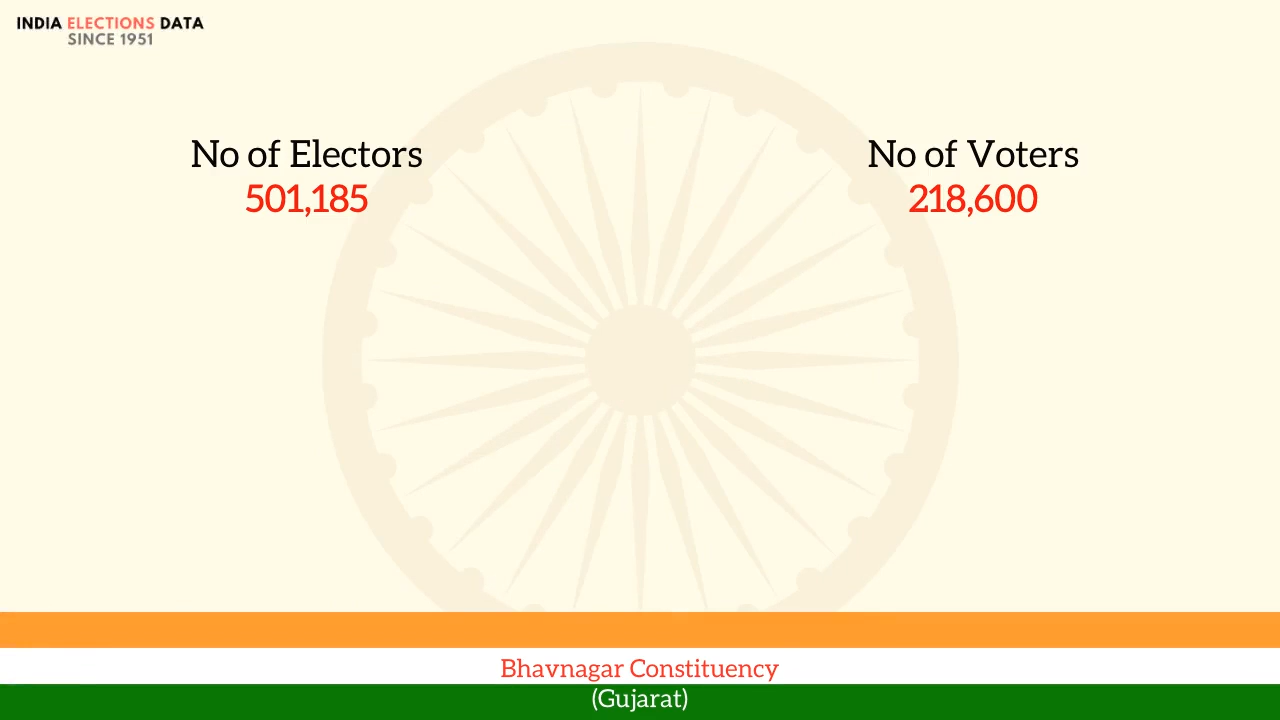 INDIA ELECTIONS DATA
SINCE 1951
No of Electors
501,185
No of Voters
218,600
Bhavnagar Constituency
(Gujarat)